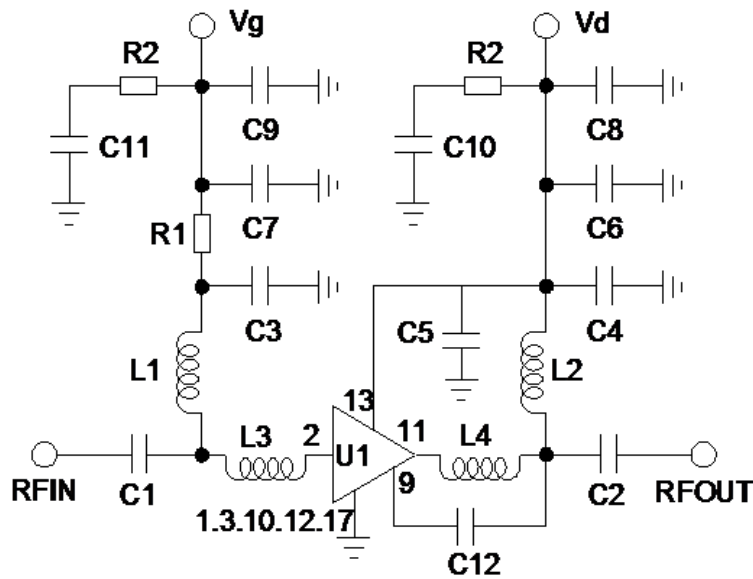 Vg
Vd
R2
R2
C9
C8
C11
C10
C7
C6
R1
C3
C5
C4
L1
L2
13
L3
2
11
L4
U1
RFIN
C1
9
C2
RFOUT
1.3.10.12.17
C12